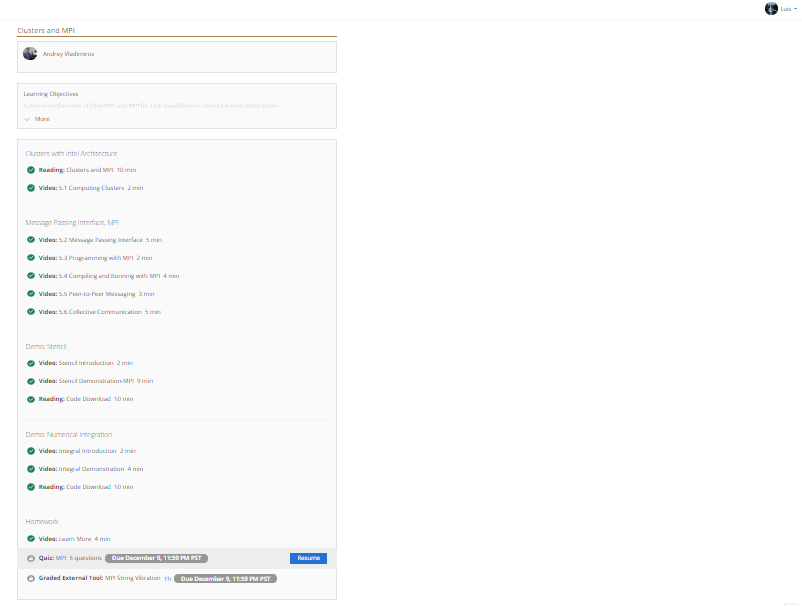 Luis
Clusters and MPI
Andrey Vladimirov
Learning Objectives
Summarize the roles of OpenMP and MPI for task parallelism in computational applications
More
Clusters with Intel Architecture
Reading: Clusters and MPI 10 min
Video: 5.1 Computing Clusters 2 min
Message Passing Interface, MPI
Video: 5.2 Message Passing Interface 5 min
Video: 5.3 Programming with MPI 2 min
Video: 5.4 Compiling and Running with MPI 4 min
Video: 5.5 Peer-to-Peer Messaging 3 min
Video: 5.6 Collective Communication 5 min
Demo: Stencil
Video: Stencil Introduction 2 min
Video: Stencil Demonstration-MPI 9 min
Reading: Code Download 10 min
Demo: Numerical Integration
Video: Integral Introduction 2 min
Video: Integral Demonstration 4 min
Reading: Code Download 10 min
Homework
Video: Learn More 4 min
Quiz: MPI 5 questions Due December 9, 11:59 PM PST Resume
Graded External Tool: MPI String Vibration 1h Due December 9, 11:59 PM PST